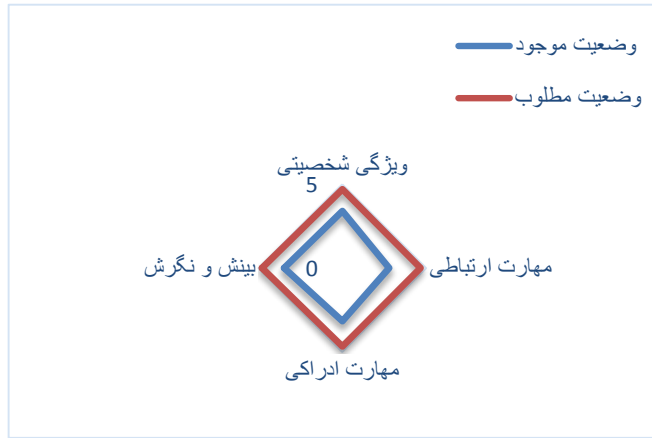 وضعیت موجود
وضعیت مطلوب
ویژگی شخصیتی
5
مهارت ارتباطی
0
بینش و نگرش
مهارت ادراکی